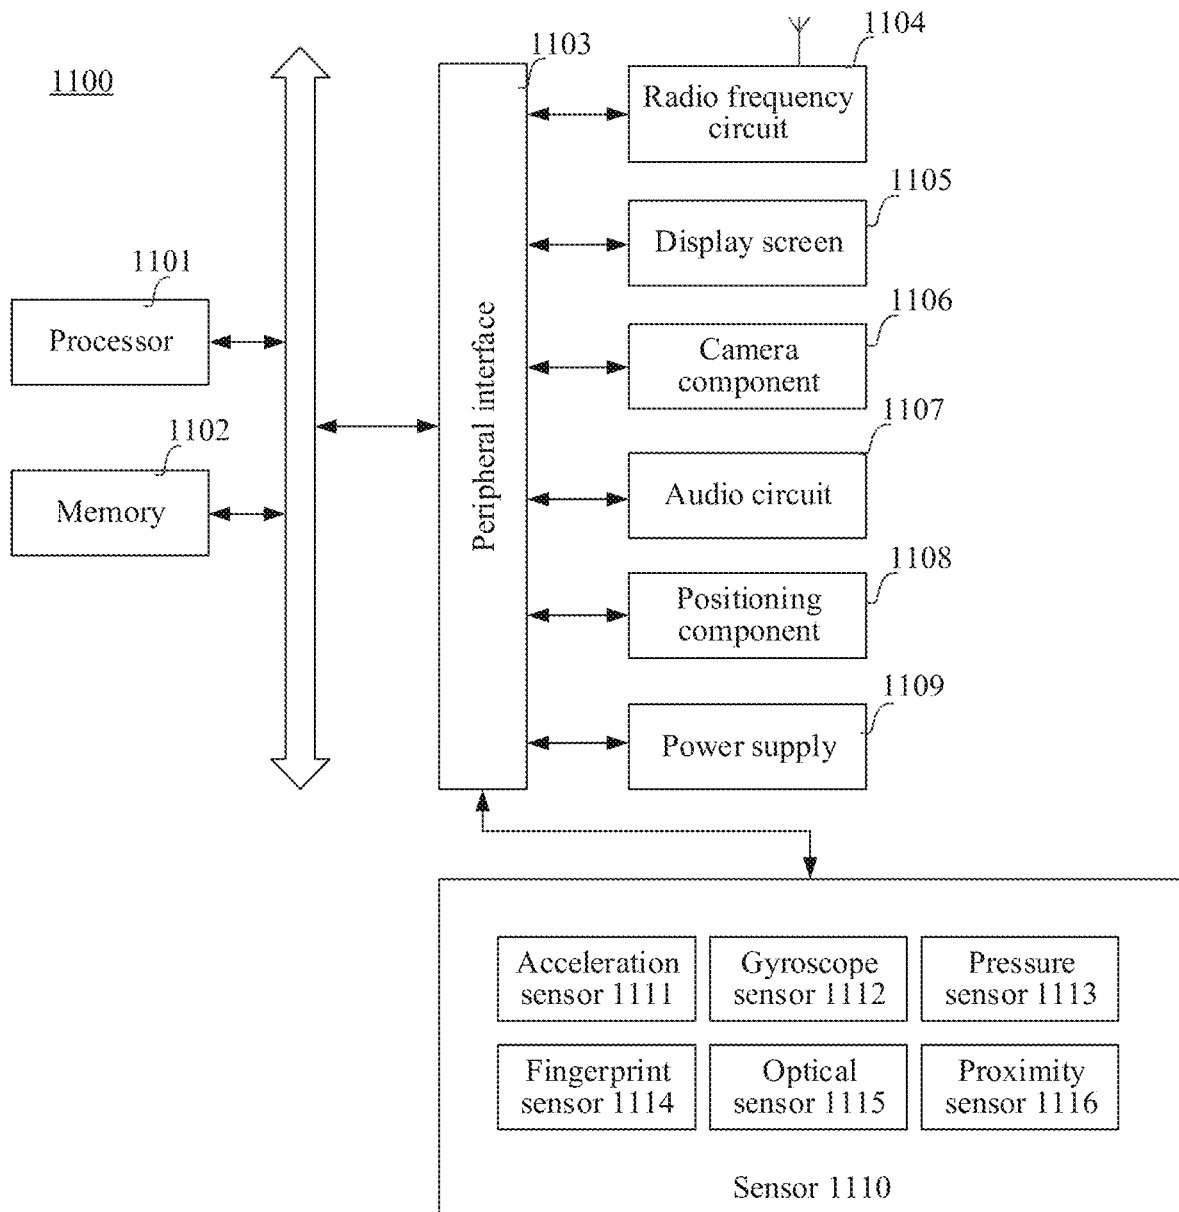 1100
1101
Processor
1102
Memory
1103
Peripheral interface
1104
Radio frequency
circuit
1105
Display screen
1106
Camera
component
1107
Audio circuit
1108
Positioning
component
1109
Power supply
Acceleration
sensor 1111
Gyroscope
sensor 1112
Pressure
sensor 1113
Fingerprint
sensor 1114
Optical
sensor 1115
Proximity
sensor 1116
Sensor 1110